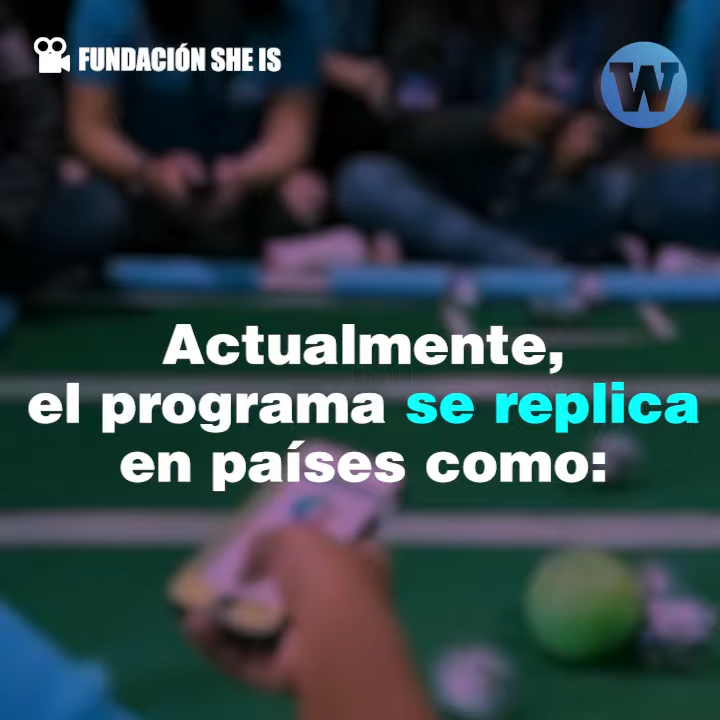 FUNDACIÓN SHE IS
W
Actualmente,
el programa se replica
en países como: